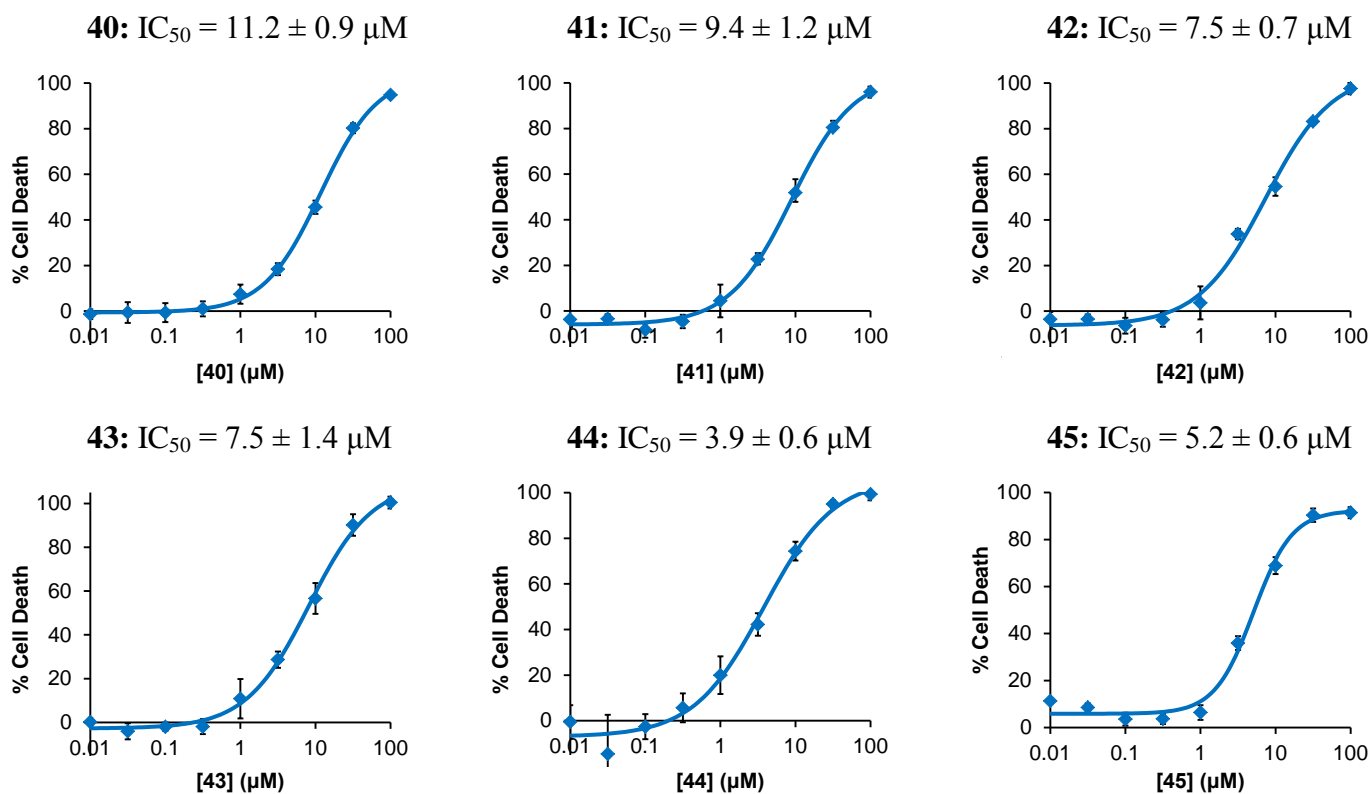 40: IC50 = 11.2 ± 0.9 µM
100
80
60
40
20
0
% Cell Death
0.01 0.1 1 10 100
[40] (µM)
41: IC50 = 9.4 ± 1.2 µM
100
80
60
40
20
0
% Cell Death
0.01 0.1 1 10 100
[41] (µM)
42: IC50 = 7.5 ± 0.7 µM
100
80
60
40
20
0
% Cell Death
0.01 0.1 1 10 100
[42] (µM)
43: IC50 = 7.5 ± 1.4 µM
100
80
60
40
20
0
% Cell Death
0.01 0.1 1 10 100
[43] (µM)
44: IC50 = 3.9 ± 0.6 µM
100
80
60
40
20
0
% Cell Death
0.01 0.1 1 10 100
[44] (µM)
45: IC50 = 5.2 ± 0.6 µM
100
80
60
40
20
0
% Cell Death
0.01 0.1 1 10 100
[45] (µM)